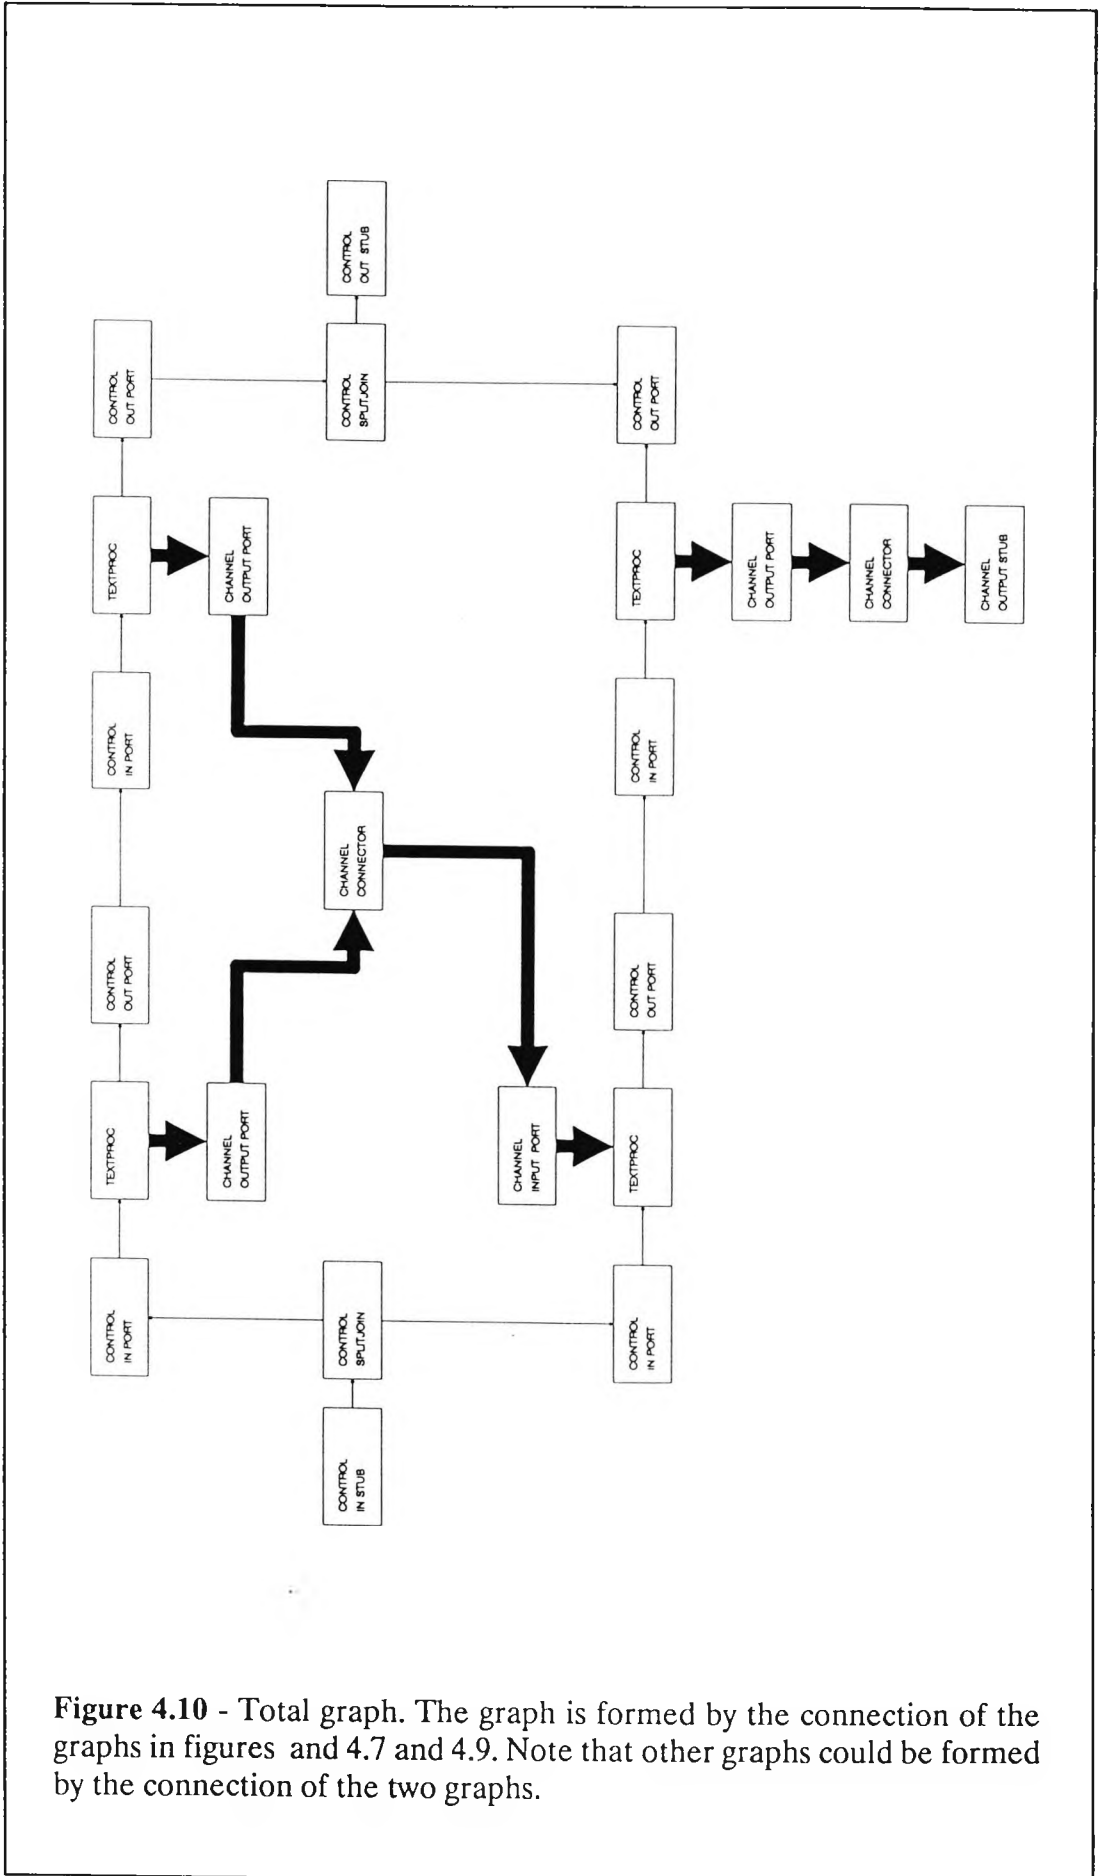 CONTROL
IN PORT
TEXTPROC
CONTROL
OUT PORT
CONTROL
IN PORT
TEXTPROC
CONTROL
OUT PORT
CHANNEL
OUTPUT PORT
CHANNEL
OUTPUT PORT
CONTROL
IN STUB
CONTROL
SPLITJOIN
CHANNEL
CONNECTOR
CONTROL
SPLITJOIN
CONTROL
OUT STUB
CHANNEL
INPUT PORT
CONTROL
IN PORT
TEXTPROC
CONTROL
OUT PORT
CONTROL
IN PORT
TEXTPROC
CONTROL
OUT PORT
CHANNEL
OUTPUT PORT
CHANNEL
CONNECTOR
CHANNEL
OUTPUT STUB
Figure 4.10 - Total graph. The graph is formed by the connection of the
graphs in figures and 4.7 and 4.9. Note that other graphs could be formed
by the connection of the two graphs.